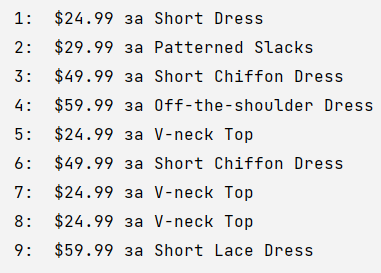 1:  $24.99 за Short Dress
2:  $29.99 за Patterned Slacks
3:  $49.99 за Short Chiffon Dress
4:  $59.99 за Off-the-shoulder Dress
5:  $24.99 за V-neck Top
6:  $49.99 за Short Chiffon Dress
7:  $24.99 за V-neck Top
8:  $24.99 за V-neck Top
9:  $59.99 за Short Lace Dress